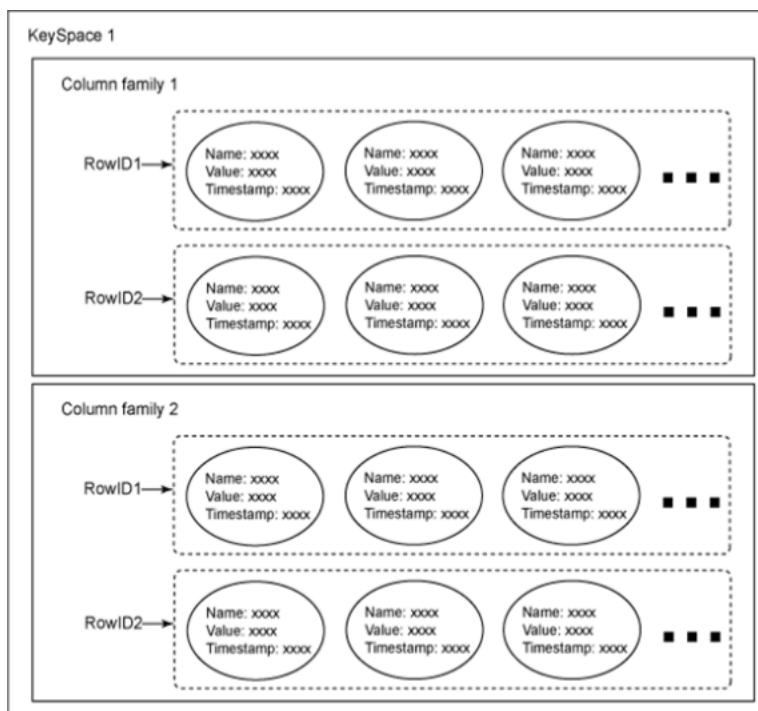 KeySpace 1
Column family 1
RowID1
Name: xxxx
Value: xxxx
Timestamp: xxxx
Name: xxxx
Value: xxxx
Timestamp: xxxx
Name: xxxx
Value: xxxx
Timestamp: xxxx
RowID2
Name: xxxx
Value: xxxx
Timestamp: xxxx
Name: xxxx
Value: xxxx
Timestamp: xxxx
Name: xxxx
Value: xxxx
Timestamp: xxxx
Column family 2
RowID1
Name: xxxx
Value: xxxx
Timestamp: xxxx
Name: xxxx
Value: xxxx
Timestamp: xxxx
Name: xxxx
Value: xxxx
Timestamp: xxxx
RowID2
Name: xxxx
Value: xxxx
Timestamp: xxxx
Name: xxxx
Value: xxxx
Timestamp: xxxx
Name: xxxx
Value: xxxx
Timestamp: xxxx